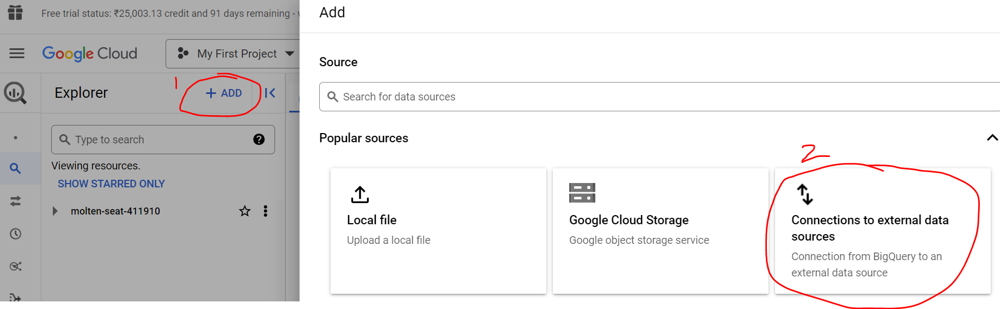 Free trial status: ₹25,003.13 credit and 91 days remaining -
Google Cloud
My First Project
1
Explorer
+ ADD
Type to search
Viewing resources.
SHOW STARRED ONLY
molten-seat-411910
Add
Source
Search for data sources
Popular sources
2
Local file
Upload a local file
Google Cloud Storage
Google object storage service
Connections to external data
sources
Connection from BigQuery to an
external data source